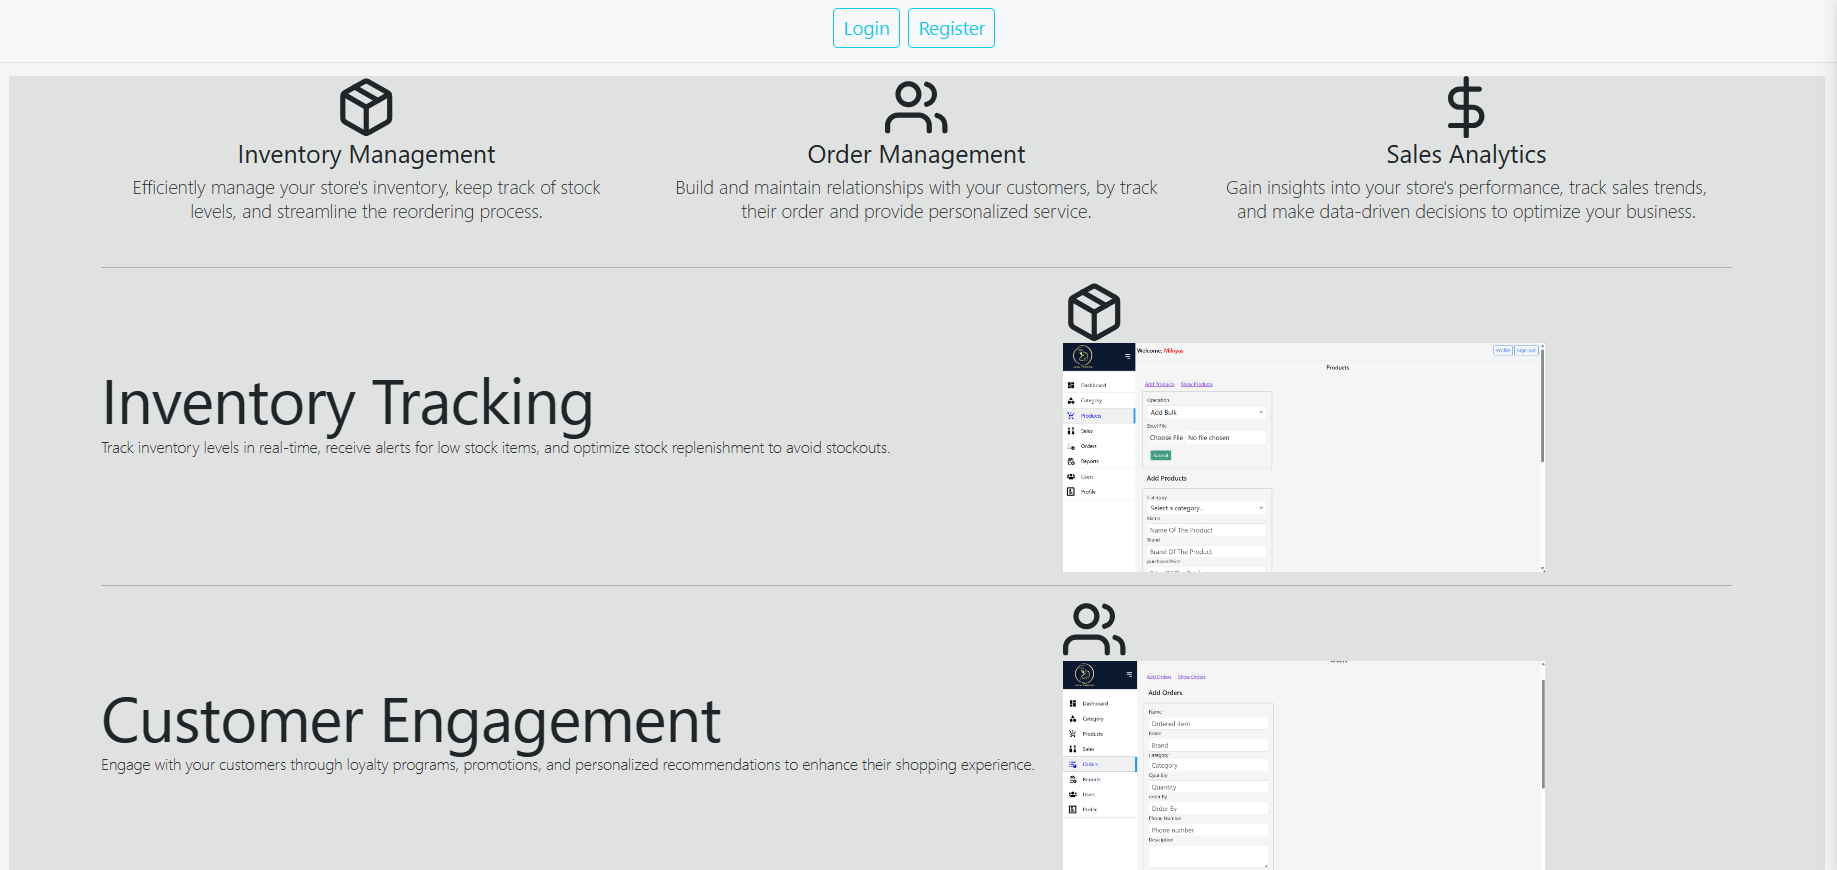 Login Register
Inventory Management
Efficiently manage your store's inventory, keep track of stock
levels, and streamline the reordering process.
Order Management
Build and maintain relationships with your customers, by track
their order and provide personalized service.
Sales Analytics
Gain insights into your store's performance, track sales trends,
and make data-driven decisions to optimize your business.
Inventory Tracking
Track inventory levels in real-time, receive alerts for low stock items, and optimize stock replenishment to avoid stockouts.
Welcome, Mikiyas
Profile Sign-out
Products
Dashboard
Category
Products
Sales
Orders
Reports
Users
Profile
Add Products Show Products
Operation
Add Bulk
Excel File
Choose File No file chosen
Submit
Add Products
Category
Select a category...
Name
Name Of The Product
Brand
Brand Of The Product
purchasedPrice
Customer Engagement
Engage with your customers through loyalty programs, promotions, and personalized recommendations to enhance their shopping experience.
Dashboard
Category
Products
Sales
Orders
Reports
Users
Profile
Add Orders Show Orders
Add Orders
Name
Ordered item
Brand
Brand
Category
Category
Quantity
Quantity
order By
Order By
Phone Number
Phone number
Description